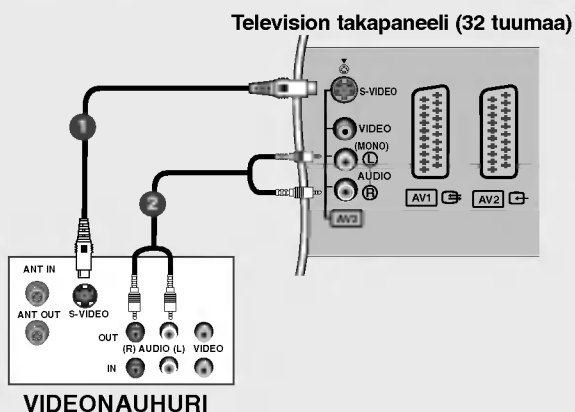 Television takapaneeli (32 tuumaa)
S-VIDEO
VIDEO
(MONO)
L
AUDIO
R
AV1
AV2
AV3
1
2
ANT IN
ANT OUT
S-VIDEO
OUT
(R) AUDIO (L) VIDEO
IN
VIDEONAUHURI